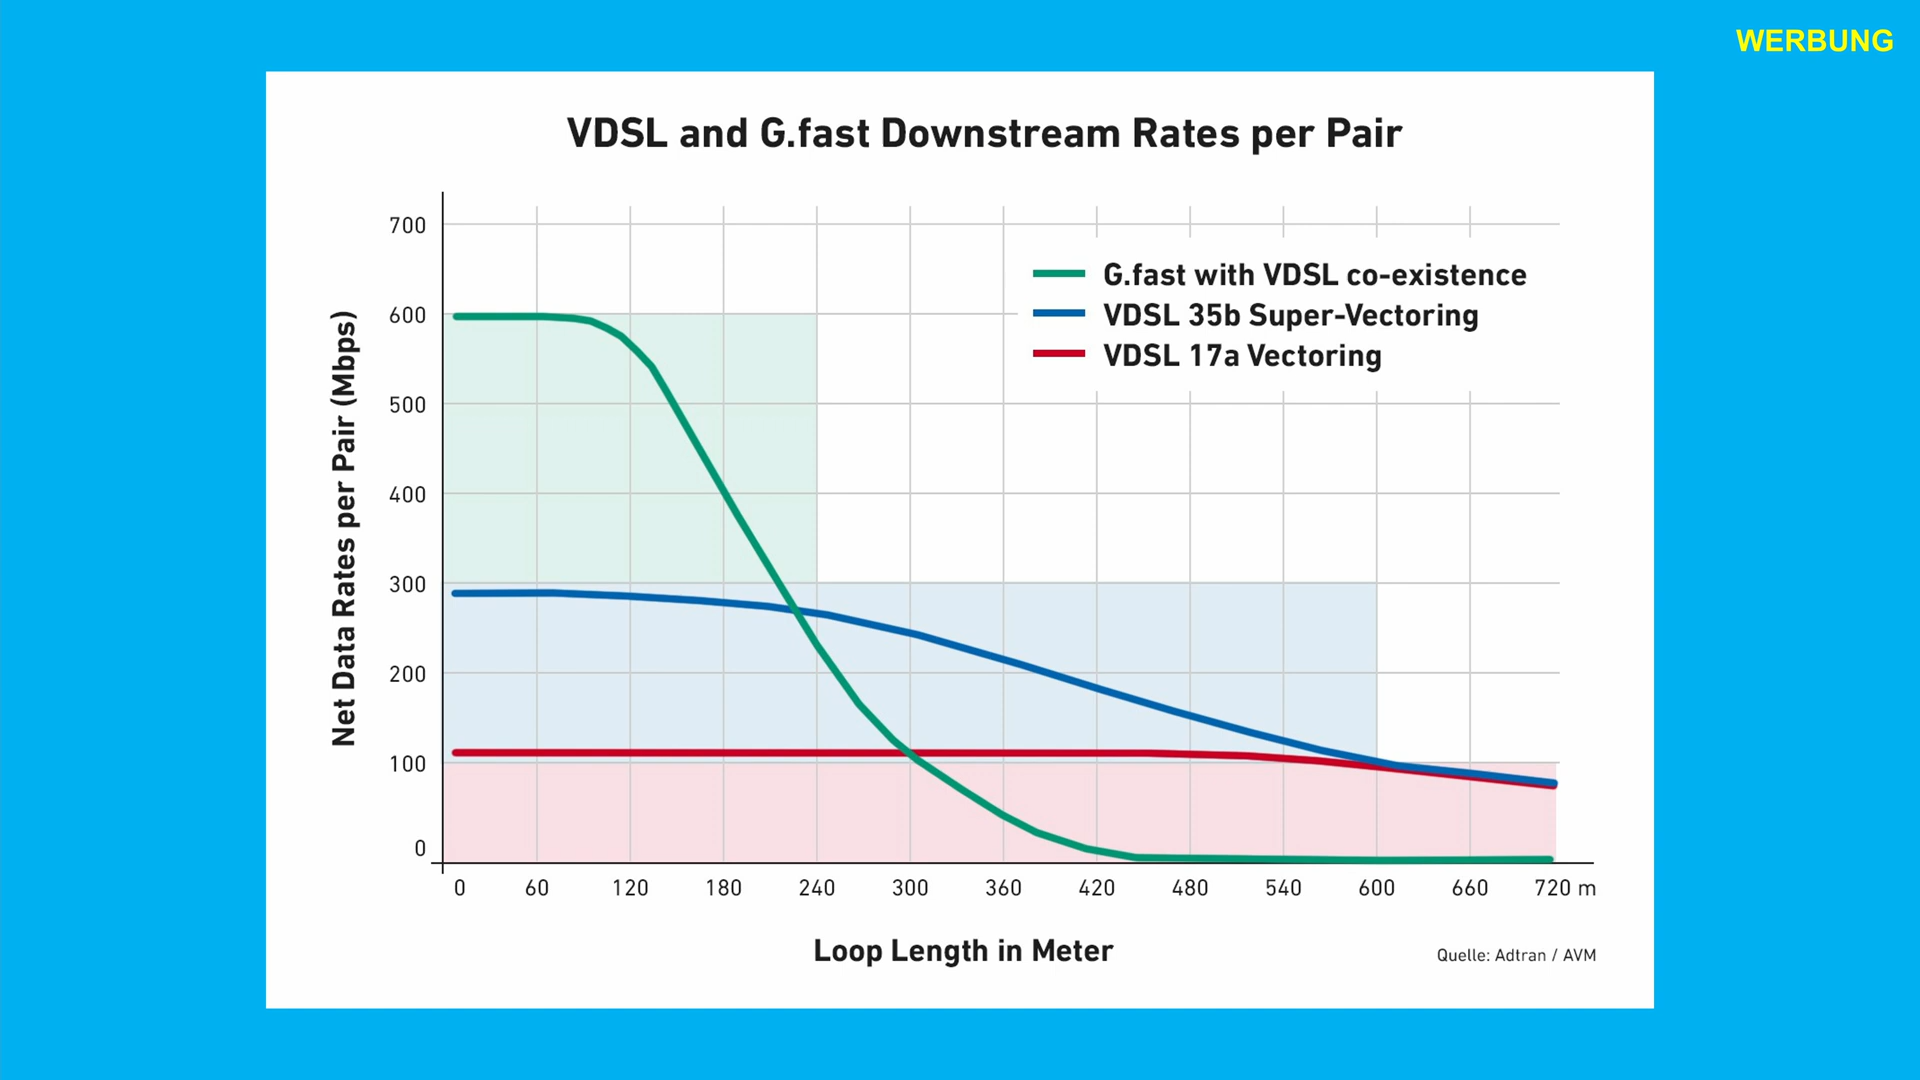 WERBUNG
VDSL and G.fast Downstream Rates per Pair
Net Data Rates per Pair (Mbps)
700
600
500
400
300
200
100
0
G.fast with VDSL co-existence
VDSL 35b Super-Vectoring
VDSL 17a Vectoring
0 60 120 180 240 300 360 420 480 540 600 660 720 m
Loop Length in Meter
Quelle: Adtran / AVM